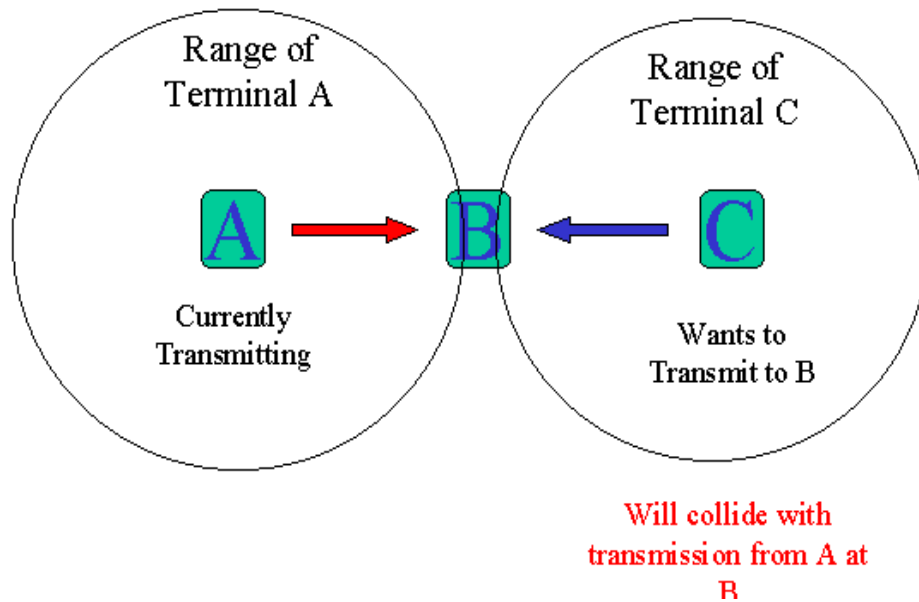 Range of
Terminal A
Range of
Terminal C
A
B
C
Currently
Transmitting
Wants to
Transmit to B
Will collide with
transmission from A at
B